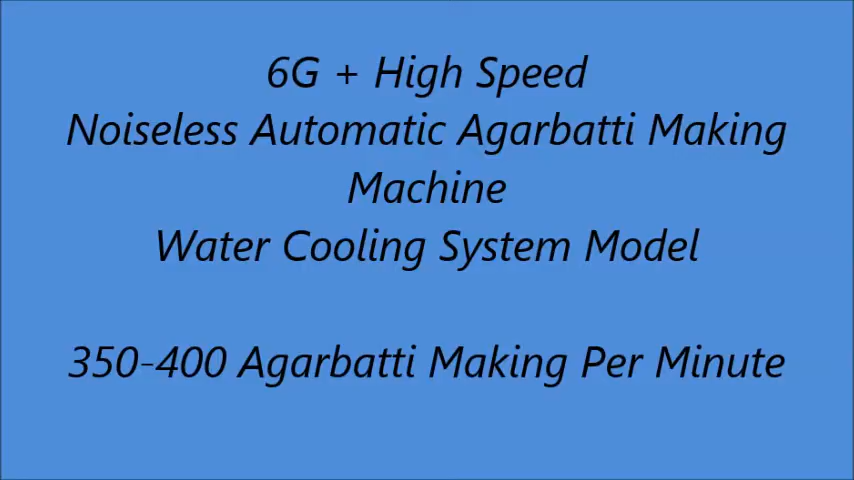 6G + High Speed
Noiseless Automatic Agarbatti Making
Machine
Water Cooling System Model
350-400 Agarbatti Making Per Minute